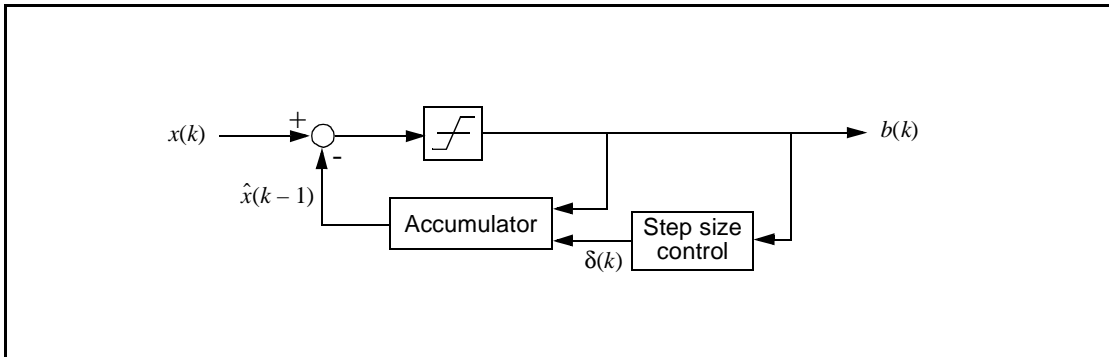 x(k)
+
-
b(k)
x̂(k – 1)
Accumulator
Step size
control
δ(k)